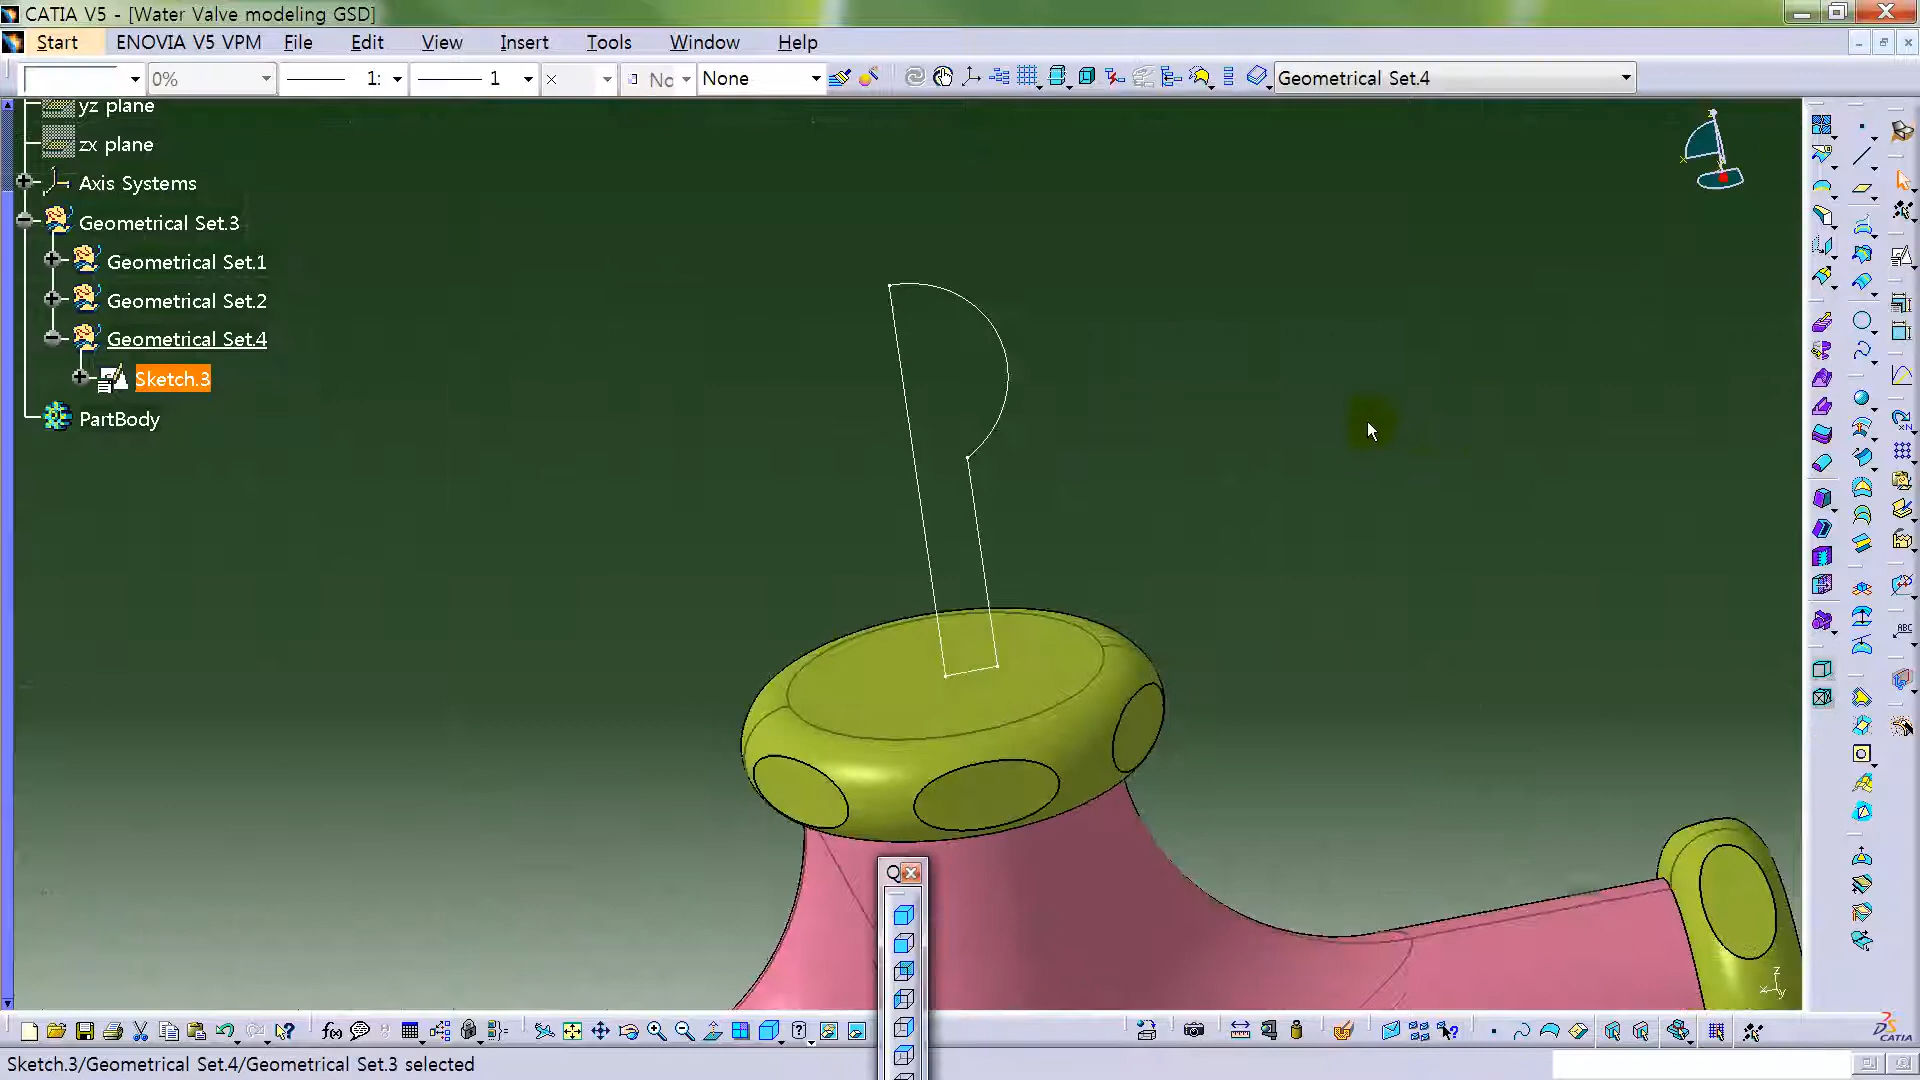 CATIA V5 - [Water Valve modeling GSD]
Start ENOVIA V5 VPM File Edit View Insert Tools Window Help
0% 1: 1 No None Geometrical Set.4
yz plane
zx plane
Axis Systems
Geometrical Set.3
Geometrical Set.1
Geometrical Set.2
Geometrical Set.4
Sketch.3
PartBody
Q
Sketch.3/Geometrical Set.4/Geometrical Set.3 selected